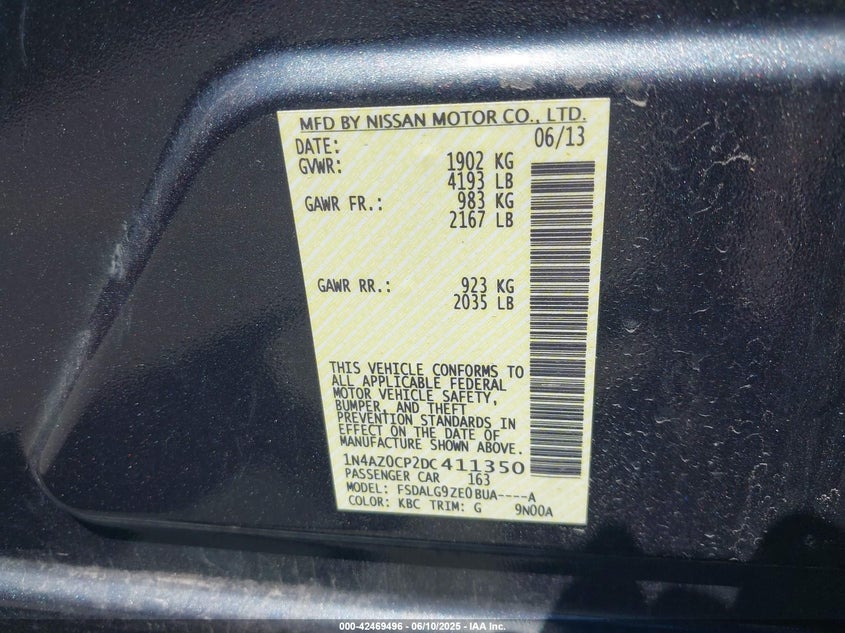 MFD BY NISSAN MOTOR CO., LTD.
DATE: 06/13
GVWR: 1902 KG
4193 LB
GAWR FR.: 983 KG
2167 LB
GAWR RR.: 923 KG
2035 LB
THIS VEHICLE CONFORMS TO
ALL APPLICABLE FEDERAL
MOTOR VEHICLE SAFETY,
BUMPER, AND THEFT
PREVENTION STANDARDS IN
EFFECT ON THE DATE OF
MANUFACTURE SHOWN ABOVE.
1N4AZ0CP2DC411350
PASSENGER CAR 163
MODEL: FSDALG9ZE0BUA----A
COLOR: KBC TRIM: G 9N00A
000-42469496 - 06/10/2025 - IAA Inc.